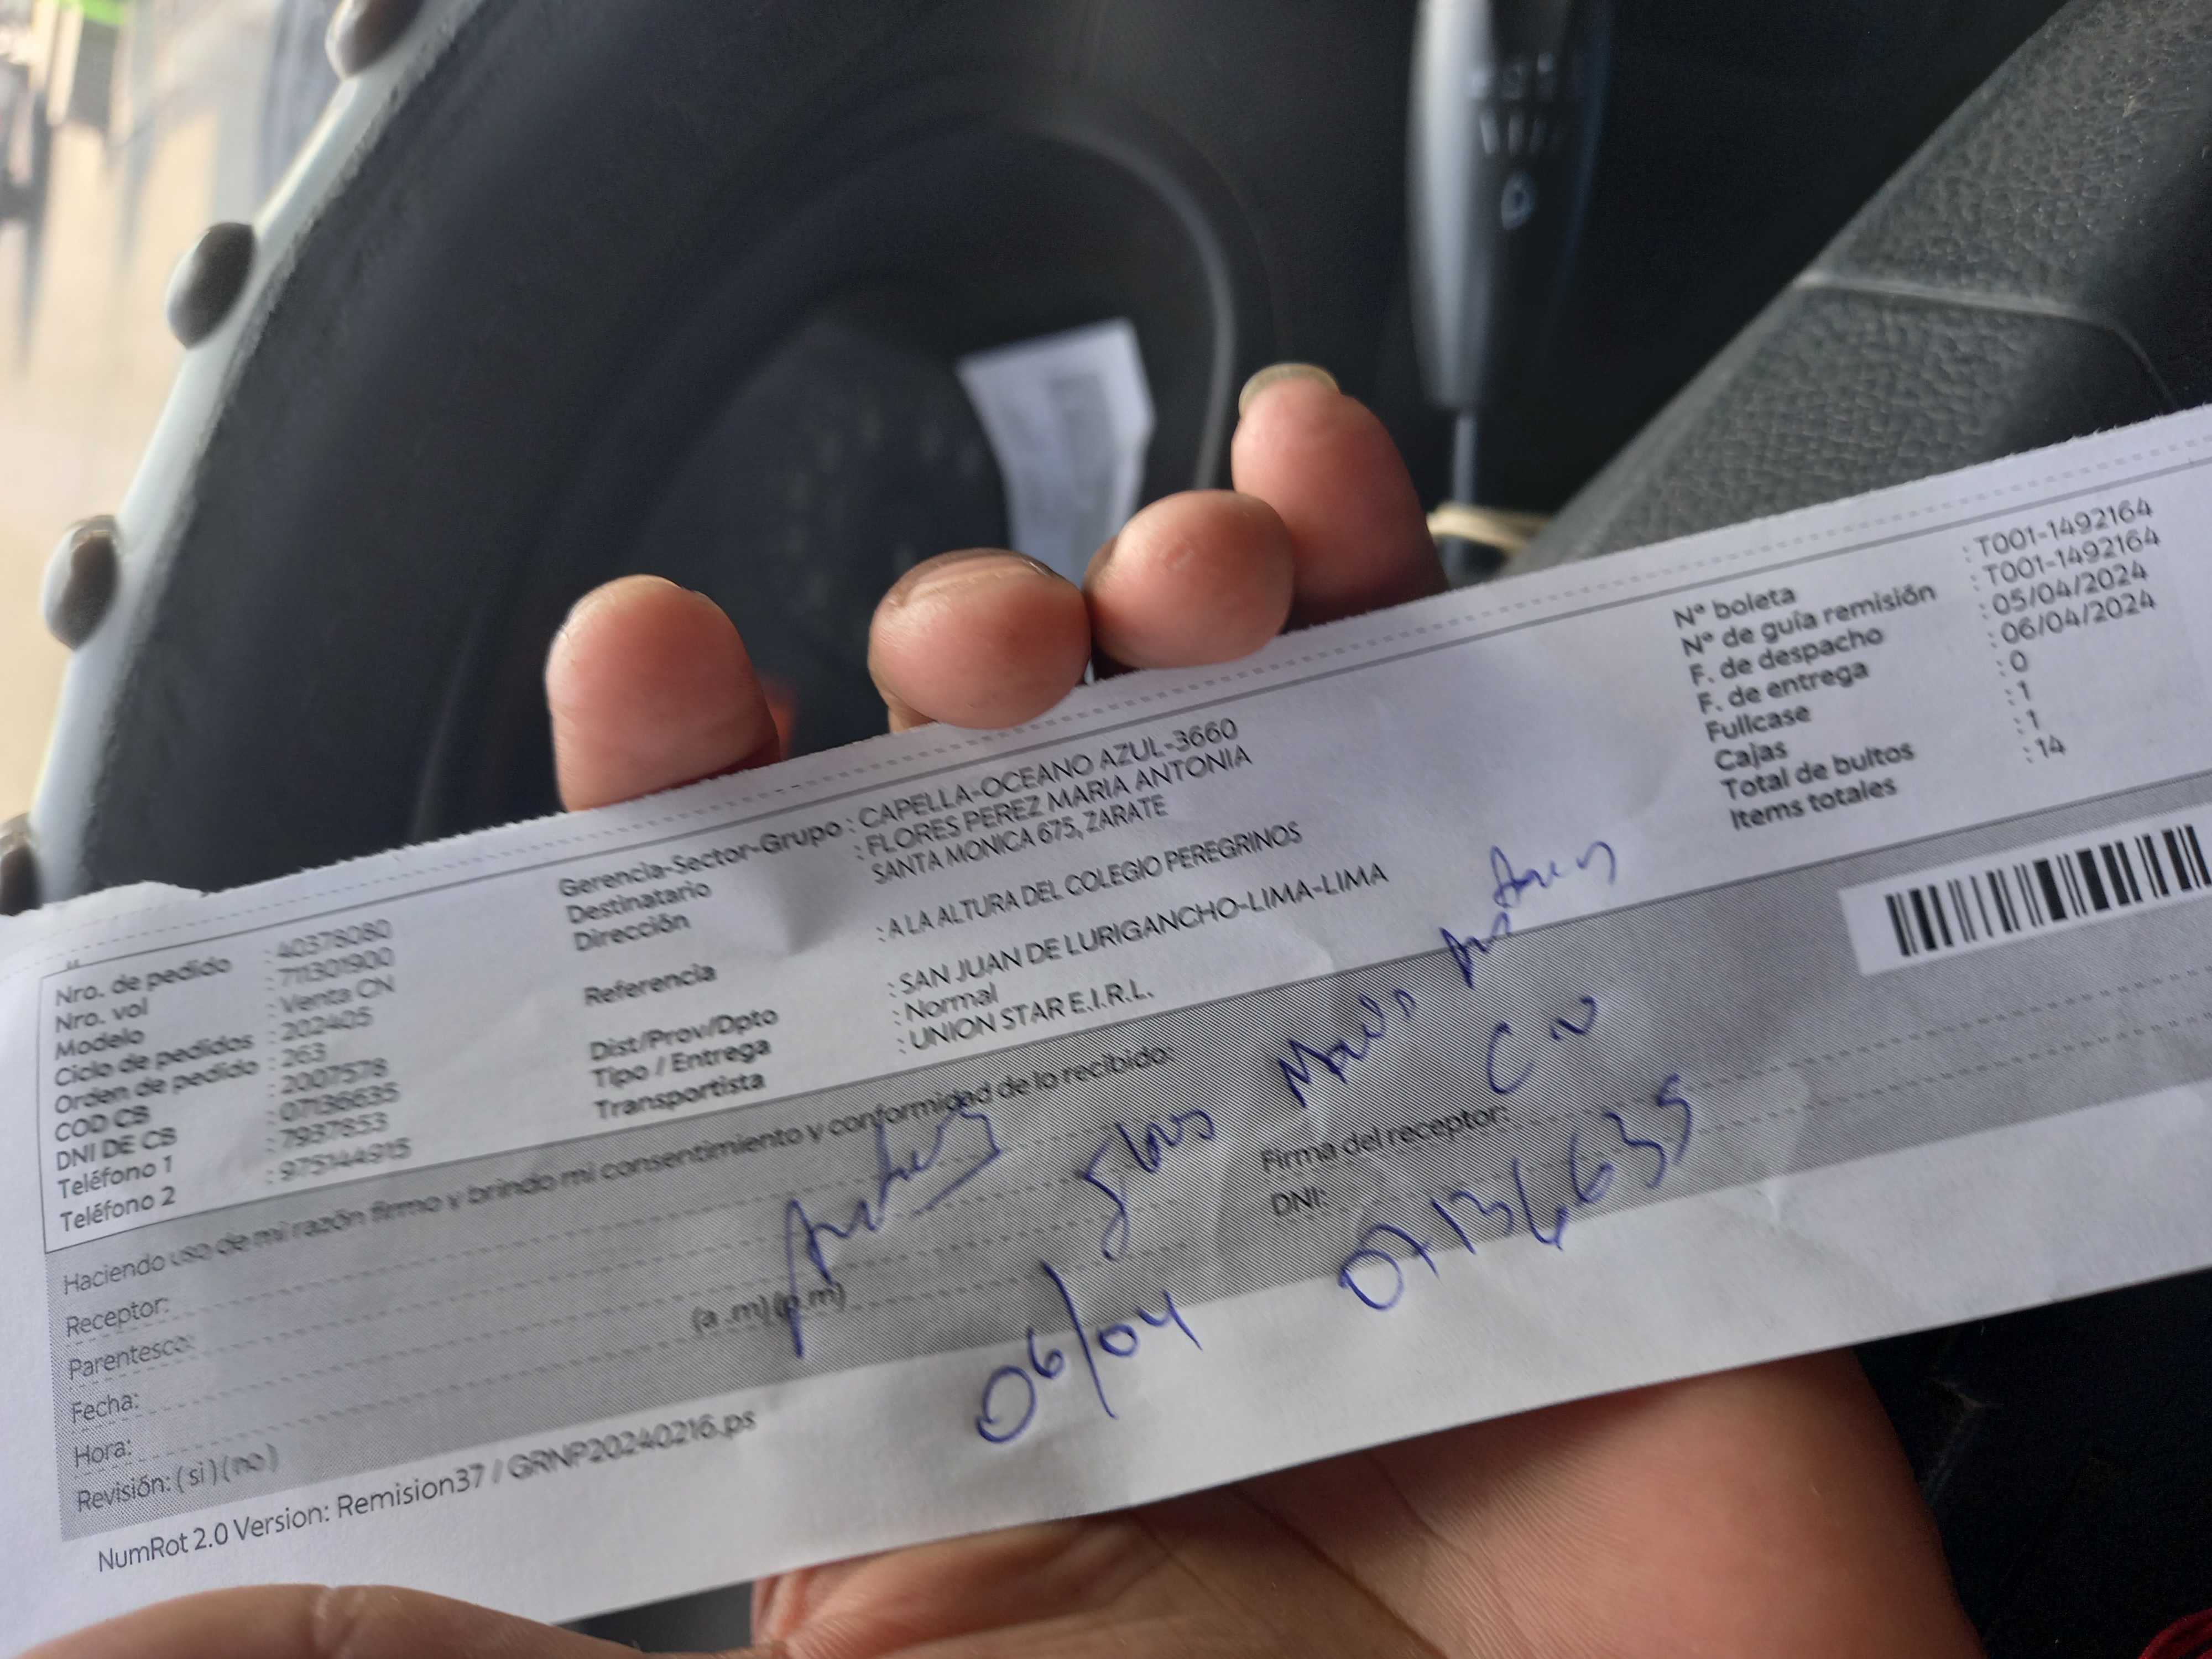 Nro. de pedido : 40378080
Nro. vol : 711301900
Modelo : Venta CN
Ciclo de pedidos : 202405
Orden de pedido : 263
COD CB : 2007578
DNI DE CB : 07136635
Teléfono 1 : 7937853
Teléfono 2 : 975144915
Gerencia-Sector-Grupo : CAPELLA-OCEANO AZUL-3660
Destinatario : FLORES PEREZ MARIA ANTONIA
Dirección SANTA MONICA 675, ZARATE
Referencia : A LA ALTURA DEL COLEGIO PEREGRINOS
Dist/Prov/Dpto : SAN JUAN DE LURIGANCHO-LIMA-LIMA
Tipo / Entrega : Normal
Transportista : UNION STAR E.I.R.L.
N° boleta : T001-1492164
N° de guía remisión : T001-1492164
F. de despacho : 05/04/2024
F. de entrega : 06/04/2024
Fullcase : 0
Cajas : 1
Total de bultos : 1
Items totales : 14
Haciendo uso de mi razón firmo y brindo mi consentimiento y conformidad de lo recibido:
Receptor:
Parentesco:
Fecha: 06/04
Hora: (a .m) (p.m)
Revisión: ( si ) ( no )
Firma del receptor:
DNI: 07136635
NumRot 2.0 Version: Remision37 / GRNP20240216.ps